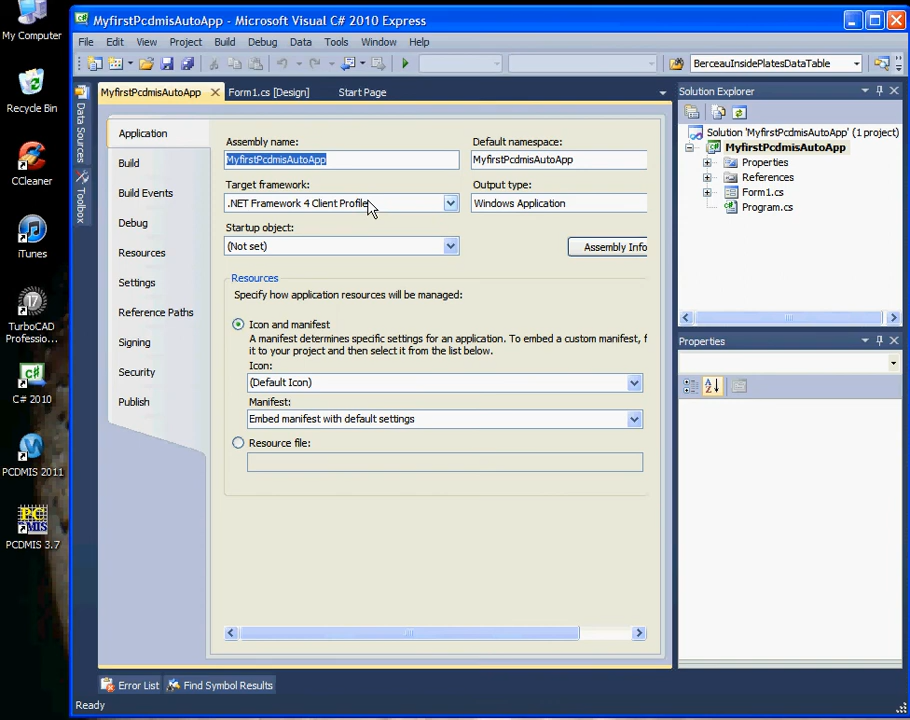 My Computer
Recycle Bin
CCleaner
iTunes
17
TurboCAD
Professio...
C#
C# 2010
PCDMIS 2011
PC
DMIS
PCDMIS 3.7
MyfirstPcdmisAutoApp - Microsoft Visual C# 2010 Express
File Edit View Project Build Debug Data Tools Window Help
BerceauInsidePlatesDataTable
Data Sources
Toolbox
MyfirstPcdmisAutoApp Form1.cs [Design] Start Page
Application
Build
Build Events
Debug
Resources
Settings
Reference Paths
Signing
Security
Publish
Assembly name: Default namespace:
MyfirstPcdmisAutoApp MyfirstPcdmisAutoApp
Target framework: Output type:
.NET Framework 4 Client Profile Windows Application
Startup object:
(Not set) Assembly Info
Resources
Specify how application resources will be managed:
Icon and manifest
A manifest determines specific settings for an application. To embed a custom manifest, f
it to your project and then select it from the list below.
Icon:
(Default Icon)
Manifest:
Embed manifest with default settings
Resource file:
Solution Explorer
Solution 'MyfirstPcdmisAutoApp' (1 project)
MyfirstPcdmisAutoApp
Properties
References
Form1.cs
Program.cs
Properties
Error List Find Symbol Results
Ready